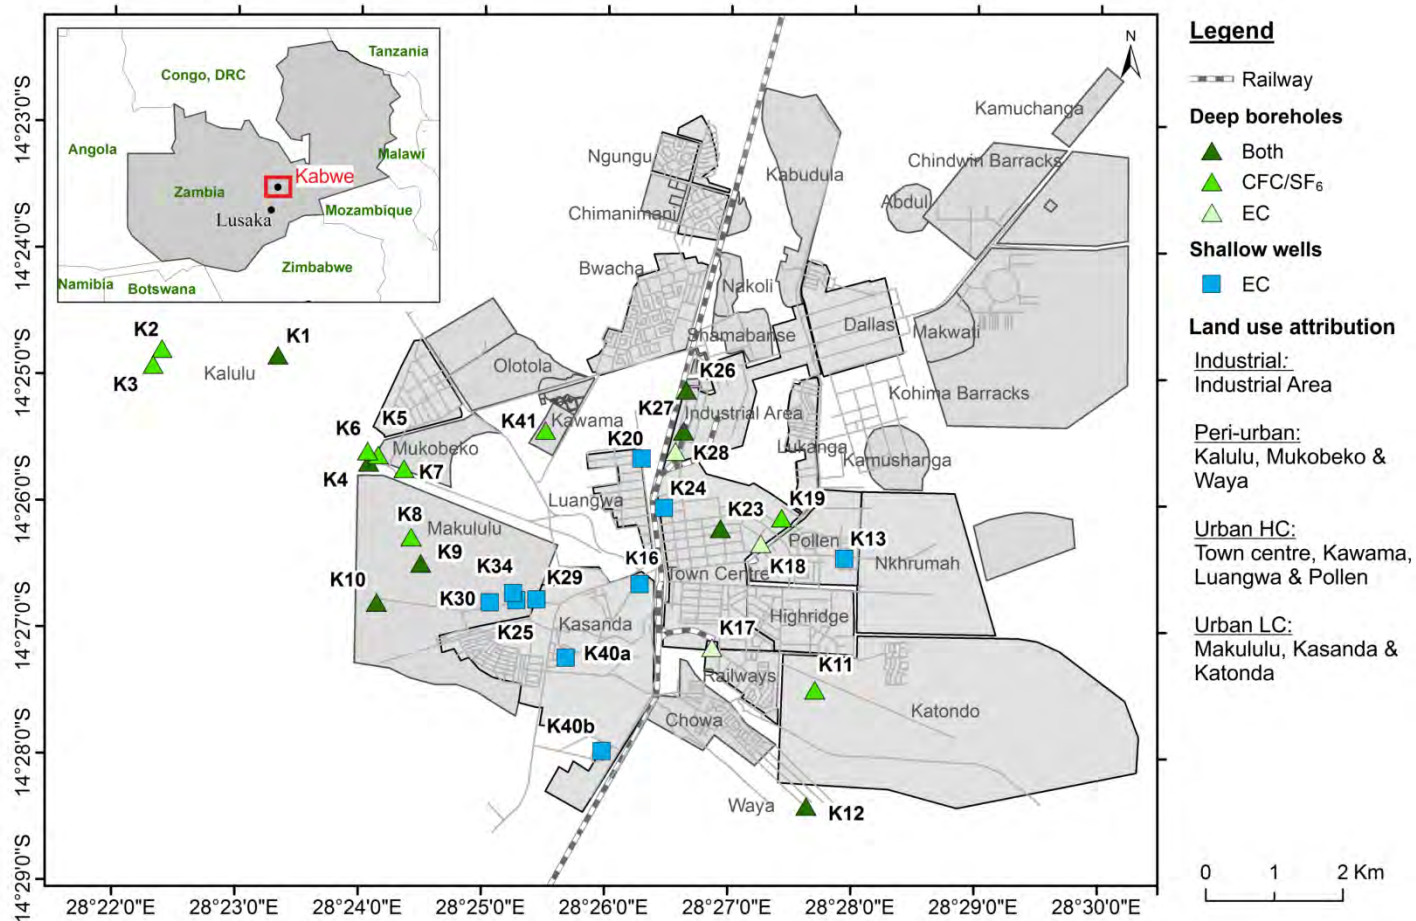 Tanzania
Congo, DRC
Angola
Malawi
Kabwe
Zambia
Lusaka
Mozambique
Zimbabwe
Namibia
Botswana
N
Kamuchanga
Ngungu
Chindwin Barracks
Kabudula
Abdul
Chimanimani
Bwacha
Nakoli
Shamabanse
Dallas
Makwati
K2
K1
K3
Kalulu
Olotola
K26
Kohima Barracks
K5
K41
Kawama
K27
Industrial Area
K6
Mukobeko
K20
K28
Lukanga
Kamushanga
K4
K7
Luangwa
K24
K23
K19
K8
Makululu
Pollen
K13
K9
K16
Town Centre
K18
Nkhrumah
K10
K34
K29
K30
K25
Kasanda
Highridge
K40a
K17
K11
Railways
Katondo
Chowa
K40b
Waya
K12
14°23'0"S
14°24'0"S
14°25'0"S
14°26'0"S
14°27'0"S
14°28'0"S
14°29'0"S
28°22'0"E
28°23'0"E
28°24'0"E
28°25'0"E
28°26'0"E
28°27'0"E
28°28'0"E
28°29'0"E
28°30'0"E
Legend
Railway
Deep boreholes
Both
CFC/SF₆
EC
Shallow wells
EC
Land use attribution
Industrial:
Industrial Area
Peri-urban:
Kalulu, Mukobeko &
Waya
Urban HC:
Town centre, Kawama,
Luangwa & Pollen
Urban LC:
Makululu, Kasanda &
Katonda
0 1 2 Km